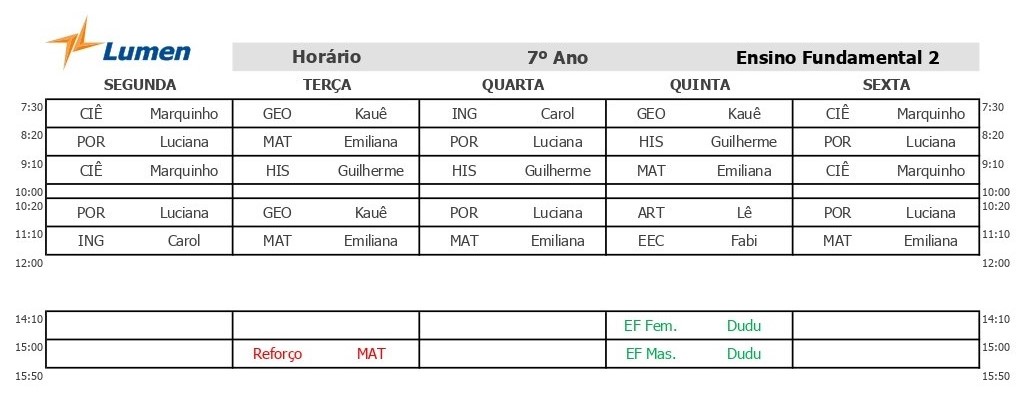 Lumen
Horário 7º Ano Ensino Fundamental 2
SEGUNDA TERÇA QUARTA QUINTA SEXTA
7:30 CIÊ Marquinho GEO Kauê ING Carol GEO Kauê CIÊ Marquinho 7:30
8:20 POR Luciana MAT Emiliana POR Luciana HIS Guilherme POR Luciana 8:20
9:10 CIÊ Marquinho HIS Guilherme HIS Guilherme MAT Emiliana CIÊ Marquinho 9:10
10:00 10:00
10:20 POR Luciana GEO Kauê POR Luciana ART Lê POR Luciana 10:20
11:10 ING Carol MAT Emiliana MAT Emiliana EEC Fabi MAT Emiliana 11:10
12:00 12:00
14:10 EF Fem. Dudu 14:10
15:00 Reforço MAT EF Mas. Dudu 15:00
15:50 15:50